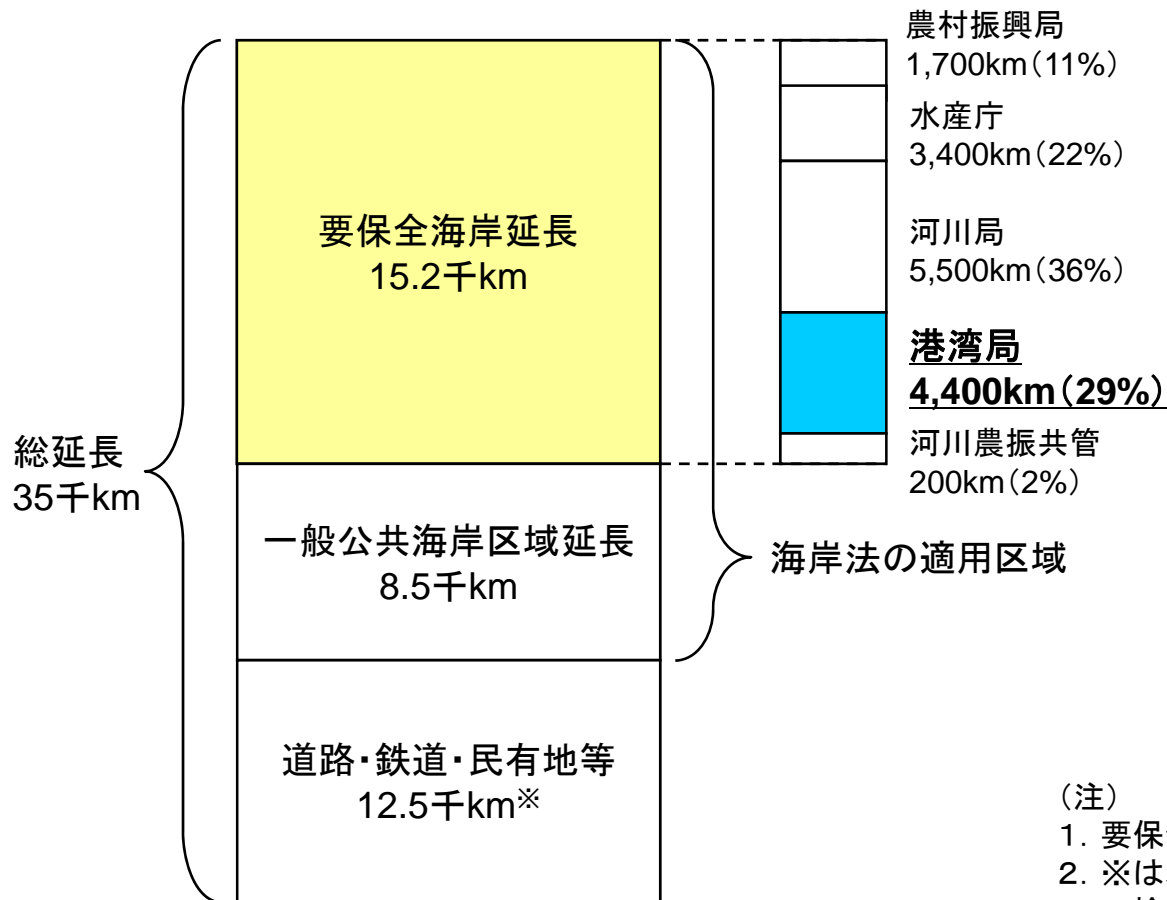 農村振興局
1,700km(11%)
水産庁
3,400km(22%)
要保全海岸延長
15.2千km
河川局
5,500km(36%)
港湾局
4,400km(29%)
河川農振共管
200km(2%)
総延長
35千km
一般公共海岸区域延長
8.5千km
海岸法の適用区域
道路・鉄道・民有地等
12.5千km※
(注)
1. 要保
2. ※は